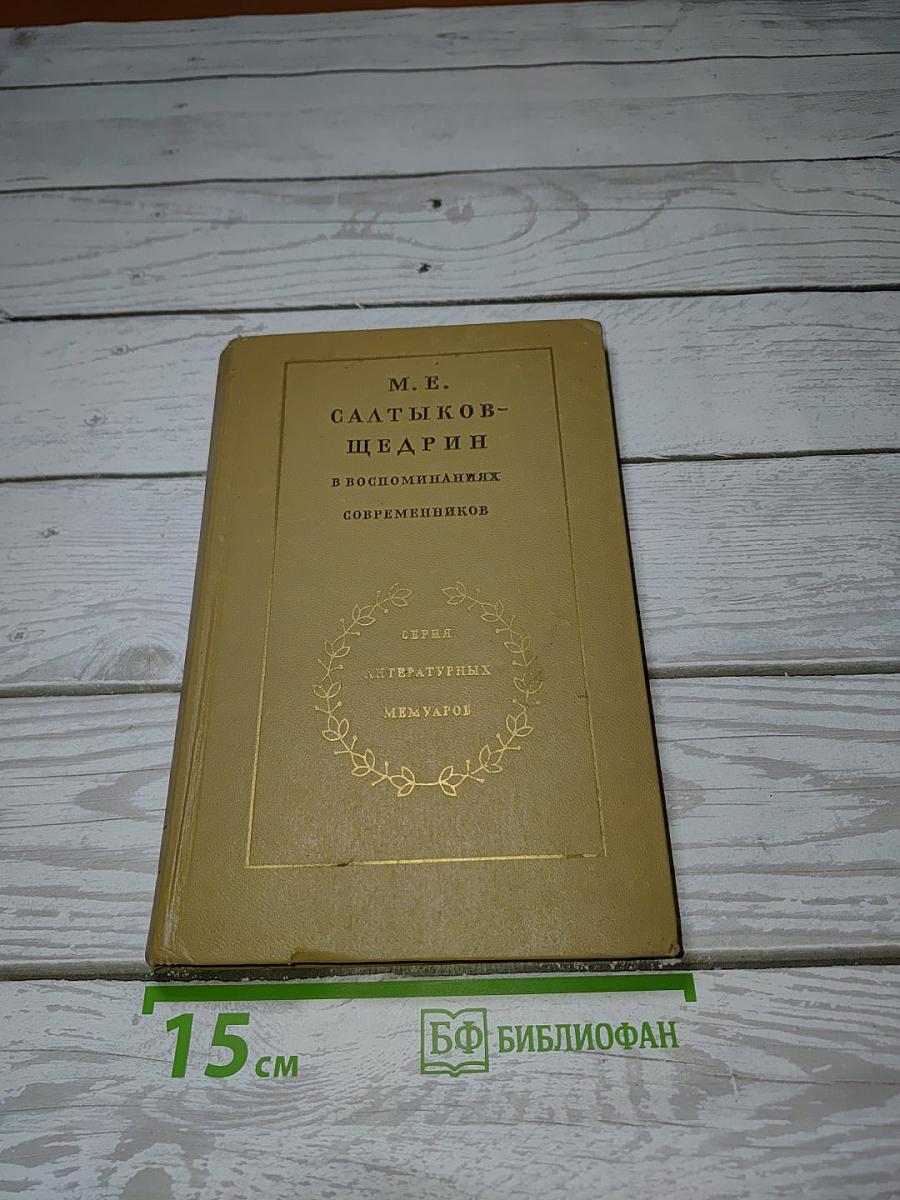 М. Е.
САЛТЫКОВ-
ЩЕДРИН
В ВОСПОМИНАНИЯХ
СОВРЕМЕННИКОВ
СЕРИЯ
ЛИТЕРАТУРНЫХ
МЕМУАРОВ
15 см
БФ БИБЛИОФАН